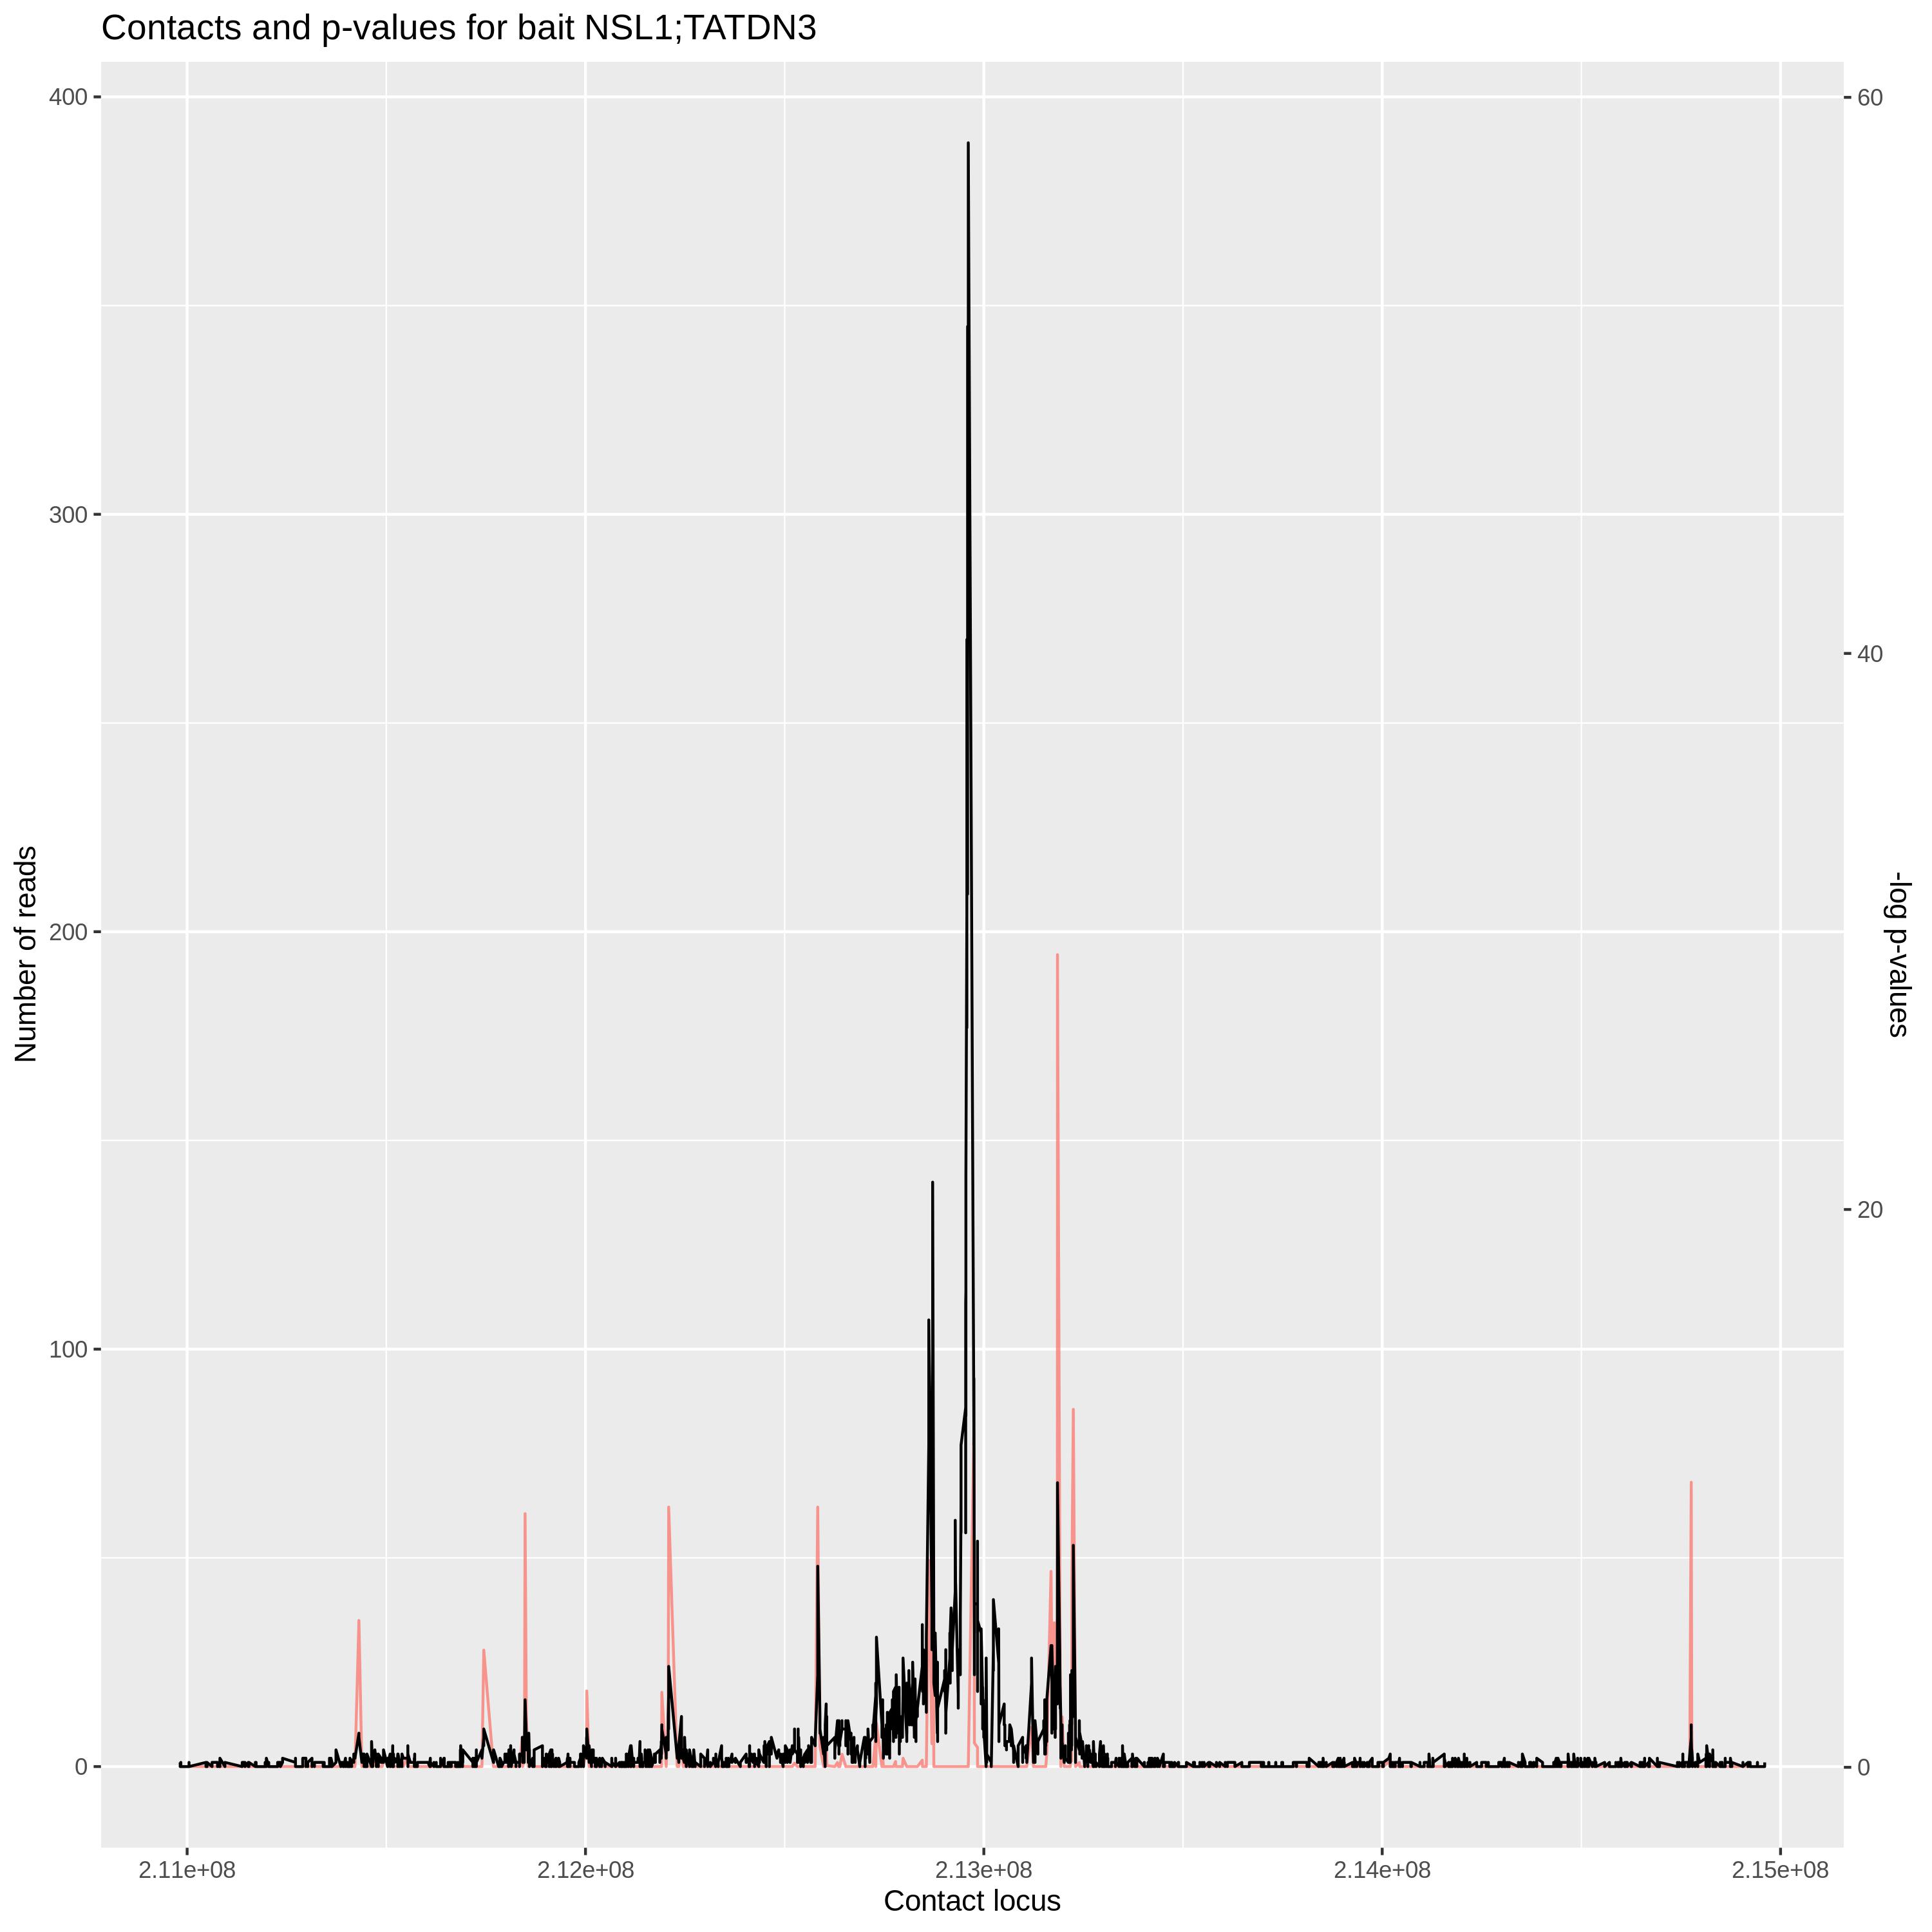 Contacts and p-values for bait NSL1;TATDN3
400
300
200
100
0
60
40
20
0
Number of reads
-log p-values
2.11e+08
2.12e+08
2.13e+08
2.14e+08
2.15e+08
Contact locus